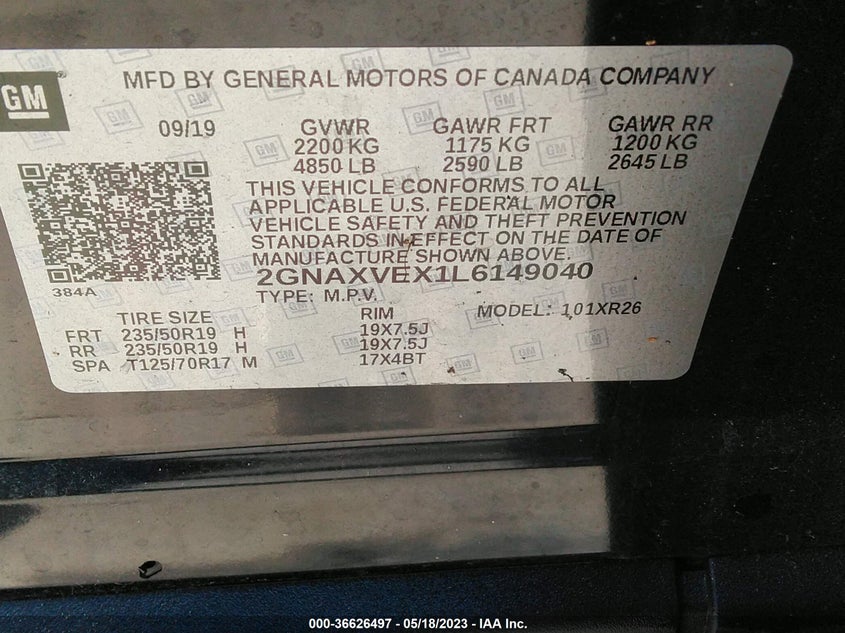 GM
MFD BY GENERAL MOTORS OF CANADA COMPANY
09/19 GVWR GAWR FRT GAWR RR
2200 KG 1175 KG 1200 KG
4850 LB 2590 LB 2645 LB
THIS VEHICLE CONFORMS TO ALL
APPLICABLE U.S. FEDERAL MOTOR
VEHICLE SAFETY AND THEFT PREVENTION
STANDARDS IN EFFECT ON THE DATE OF
MANUFACTURE SHOWN ABOVE.
384A
2GNAXVEX1L6149040
TYPE: M.P.V. MODEL: 101XR26
TIRE SIZE RIM
FRT 235/50R19 H 19X7.5J
RR 235/50R19 H 19X7.5J
SPA T125/70R17 M 17X4BT
000-36626497 - 05/18/2023 - IAA Inc.